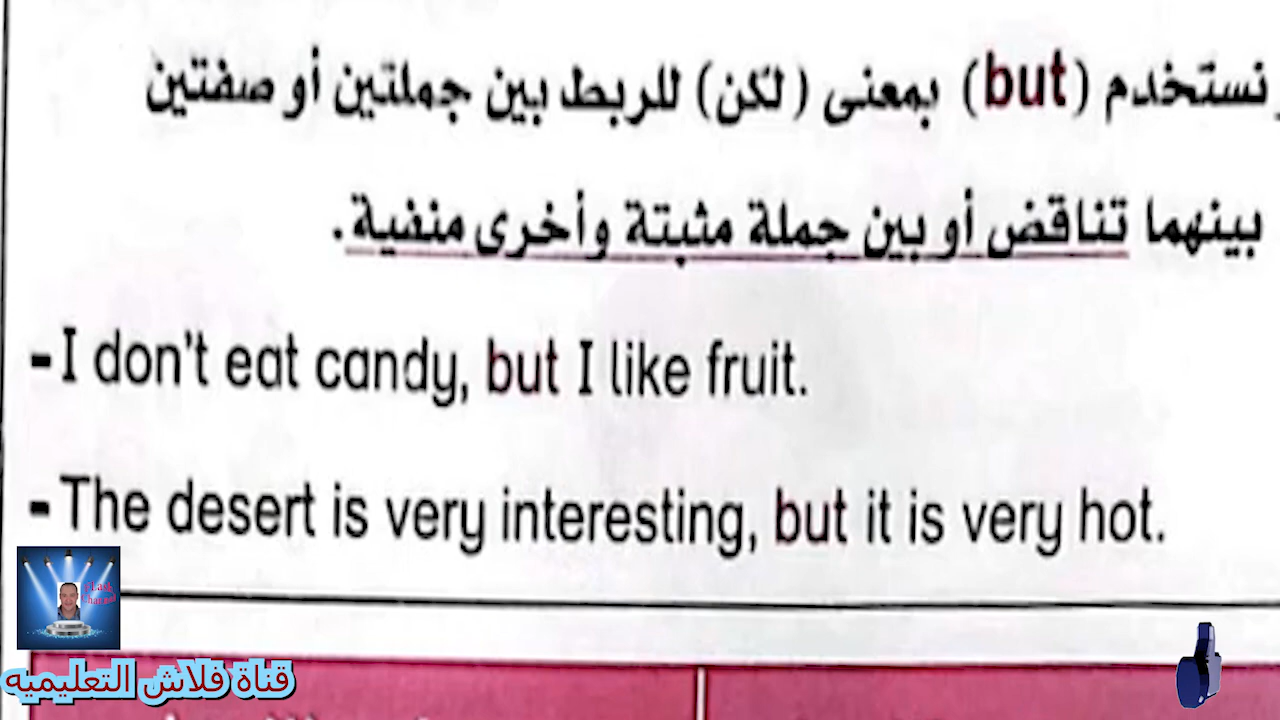 نستخدم (but) بمعنى (لكن) للربط بين جملتين أو صفتين
بينهما تناقض أو بين جملة مثبتة وأخرى منفية.
- I don't eat candy, but I like fruit.
- The desert is very interesting, but it is very hot.
قناة فلاش التعليميه